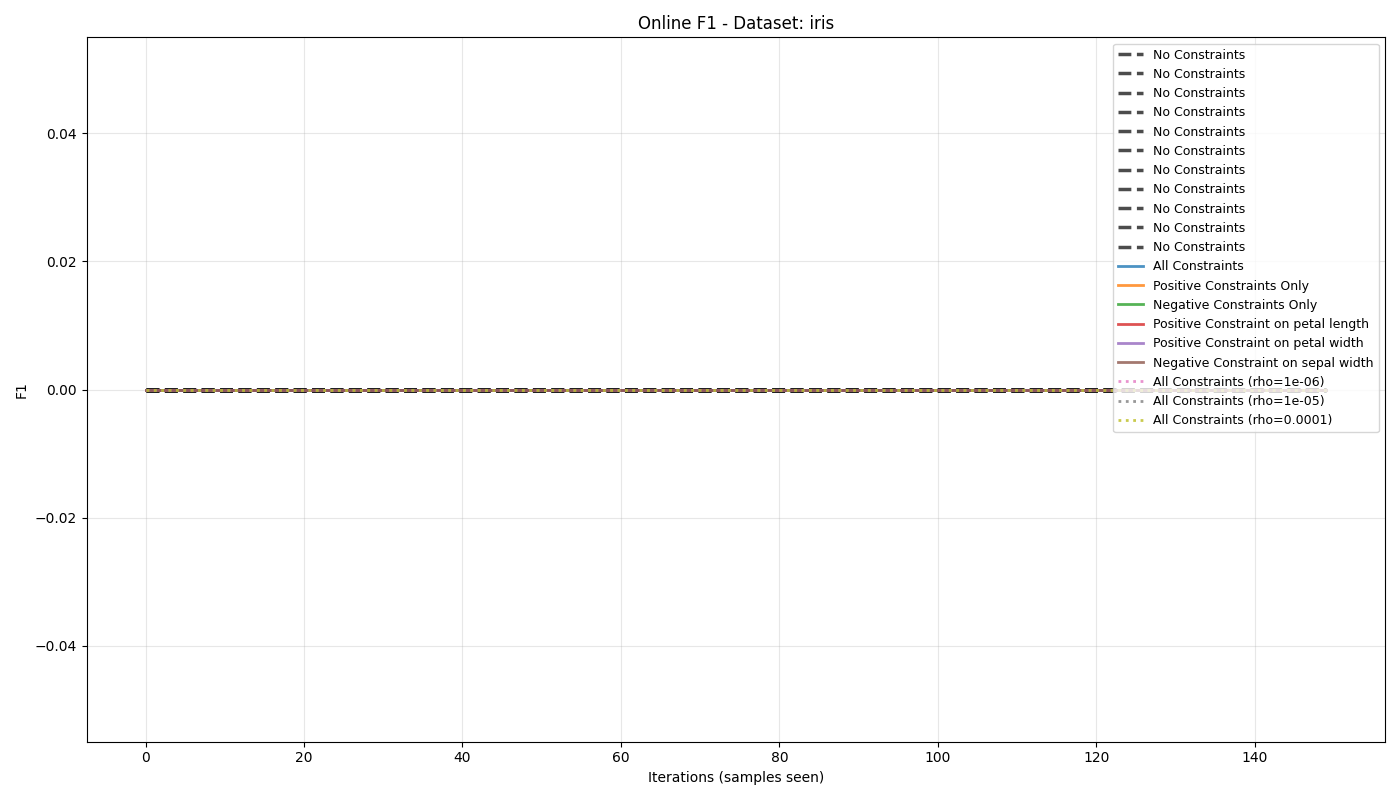 Online F1 - Dataset: iris
No Constraints
No Constraints
No Constraints
No Constraints
No Constraints
No Constraints
No Constraints
No Constraints
No Constraints
No Constraints
No Constraints
All Constraints
Positive Constraints Only
Negative Constraints Only
Positive Constraint on petal length
Positive Constraint on petal width
Negative Constraint on sepal width
All Constraints (rho=1e-06)
All Constraints (rho=1e-05)
All Constraints (rho=0.0001)
F1
0.04
0.02
0.00
−0.02
−0.04
0 20 40 60 80 100 120 140
Iterations (samples seen)